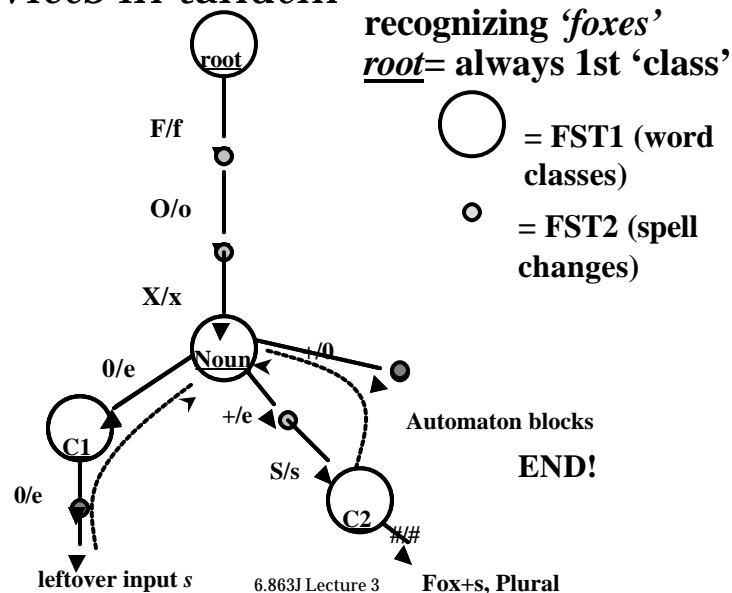 in tandem
recognizing ‘foxes’
root= always 1st ‘class’
root
= FST1 (word
classes)
= FST2 (spell
changes)
F/f
O/o
X/x
Noun
+/0
0/e
+/e
C1
Automaton blocks
END!
S/s
0/e
C2
#/#
leftover input s
6.863J Lecture 3
Fox+s, Plural